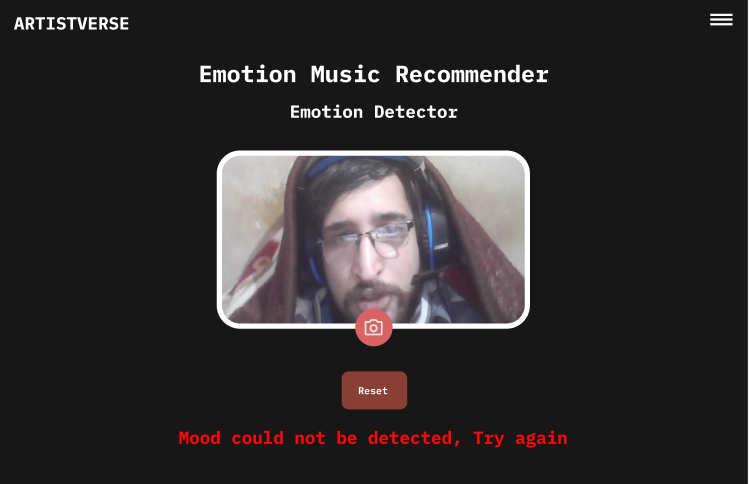 ARTISTVERSE
Emotion Music Recommender
Emotion Detector
Reset
Mood could not be detected, Try again